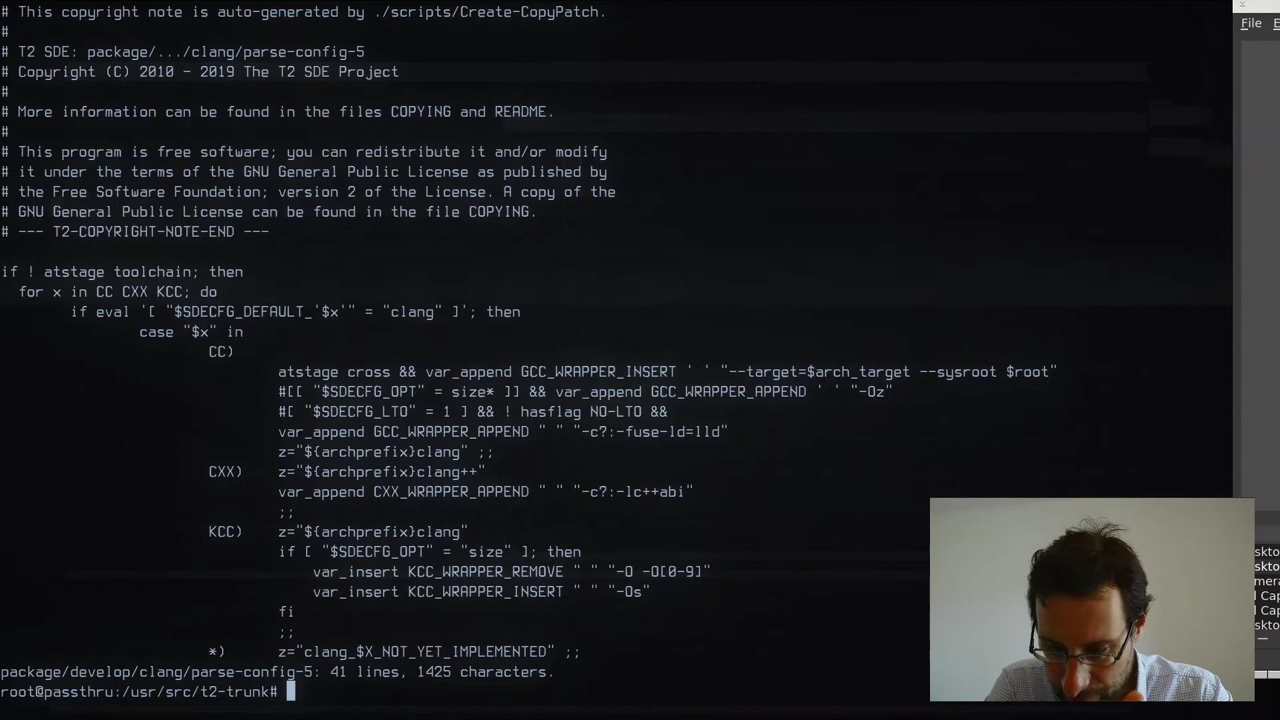 # This copyright note is auto-generated by ./scripts/Create-CopyPatch.
#
# T2 SDE: package/.../clang/parse-config-5
# Copyright (C) 2010 - 2019 The T2 SDE Project
#
# More information can be found in the files COPYING and README.
#
# This program is free software; you can redistribute it and/or modify
# it under the terms of the GNU General Public License as published by
# the Free Software Foundation; version 2 of the License. A copy of the
# GNU General Public License can be found in the file COPYING.
# --- T2-COPYRIGHT-NOTE-END ---
if ! atstage toolchain; then
for x in CC CXX KCC; do
if eval '[ "$SDECFG_DEFAULT_'$x'" = "clang" ]'; then
case "$x" in
CC)
atstage cross && var_append GCC_WRAPPER_INSERT ' ' "--target=$arch_target --sysroot $root"
#[[ "$SDECFG_OPT" = size* ]] && var_append GCC_WRAPPER_APPEND ' ' "-Oz"
#[ "$SDECFG_LTO" = 1 ] && ! hasflag NO-LTO &&
var_append GCC_WRAPPER_APPEND " " "-c?:-fuse-ld=lld"
z="${archprefix}clang" ;;
CXX) z="${archprefix}clang++"
var_append CXX_WRAPPER_APPEND " " "-c?:-lc++abi"
;;
KCC) z="${archprefix}clang"
if [ "$SDECFG_OPT" = "size" ]; then
var_insert KCC_WRAPPER_REMOVE " " "-O -O[0-9]"
var_insert KCC_WRAPPER_INSERT " " "-Os"
fi
;;
*) z="clang_$X_NOT_YET_IMPLEMENTED" ;;
package/develop/clang/parse-config-5: 41 lines, 1425 characters.
root@passthru:/usr/src/t2-trunk#
File